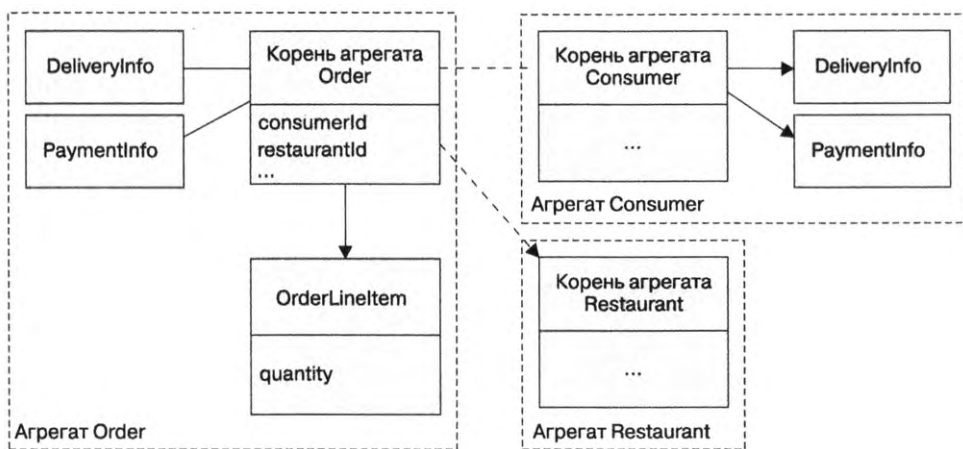 DeliveryInfo
PaymentInfo
Корень агрегата
Order
consumerId
restaurantId
...
OrderLineItem
quantity
Агрегат Order
Корень агрегата
Consumer
...
DeliveryInfo
PaymentInfo
Агрегат Consumer
Корень агрегата
Restaurant
...
Агрегат Restaurant